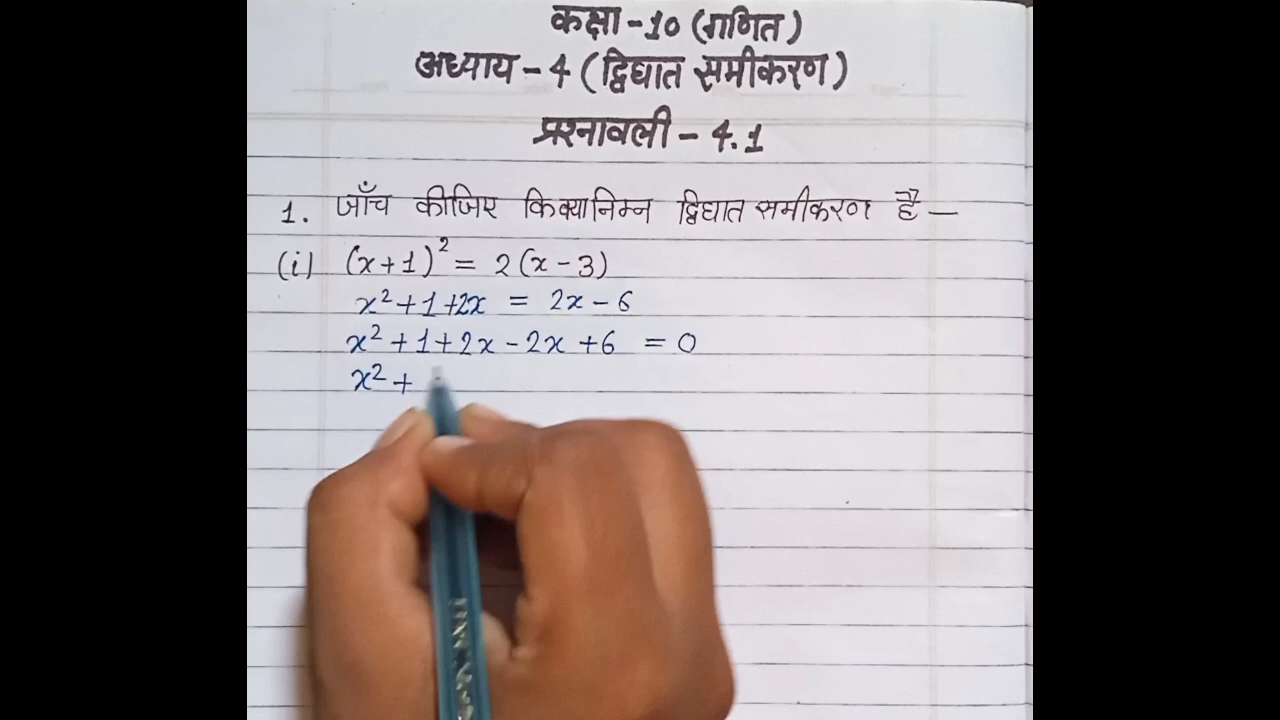 कक्षा - 10 (गणित)
अध्याय - 4 (द्विघात समीकरण)
प्रश्नावली - 4.1
1. जाँच कीजिए कि क्या निम्न द्विघात समीकरण है —
(i) (x+1)² = 2(x-3)
x² + 1 + 2x = 2x - 6
x² + 1 + 2x - 2x + 6 = 0
x² +